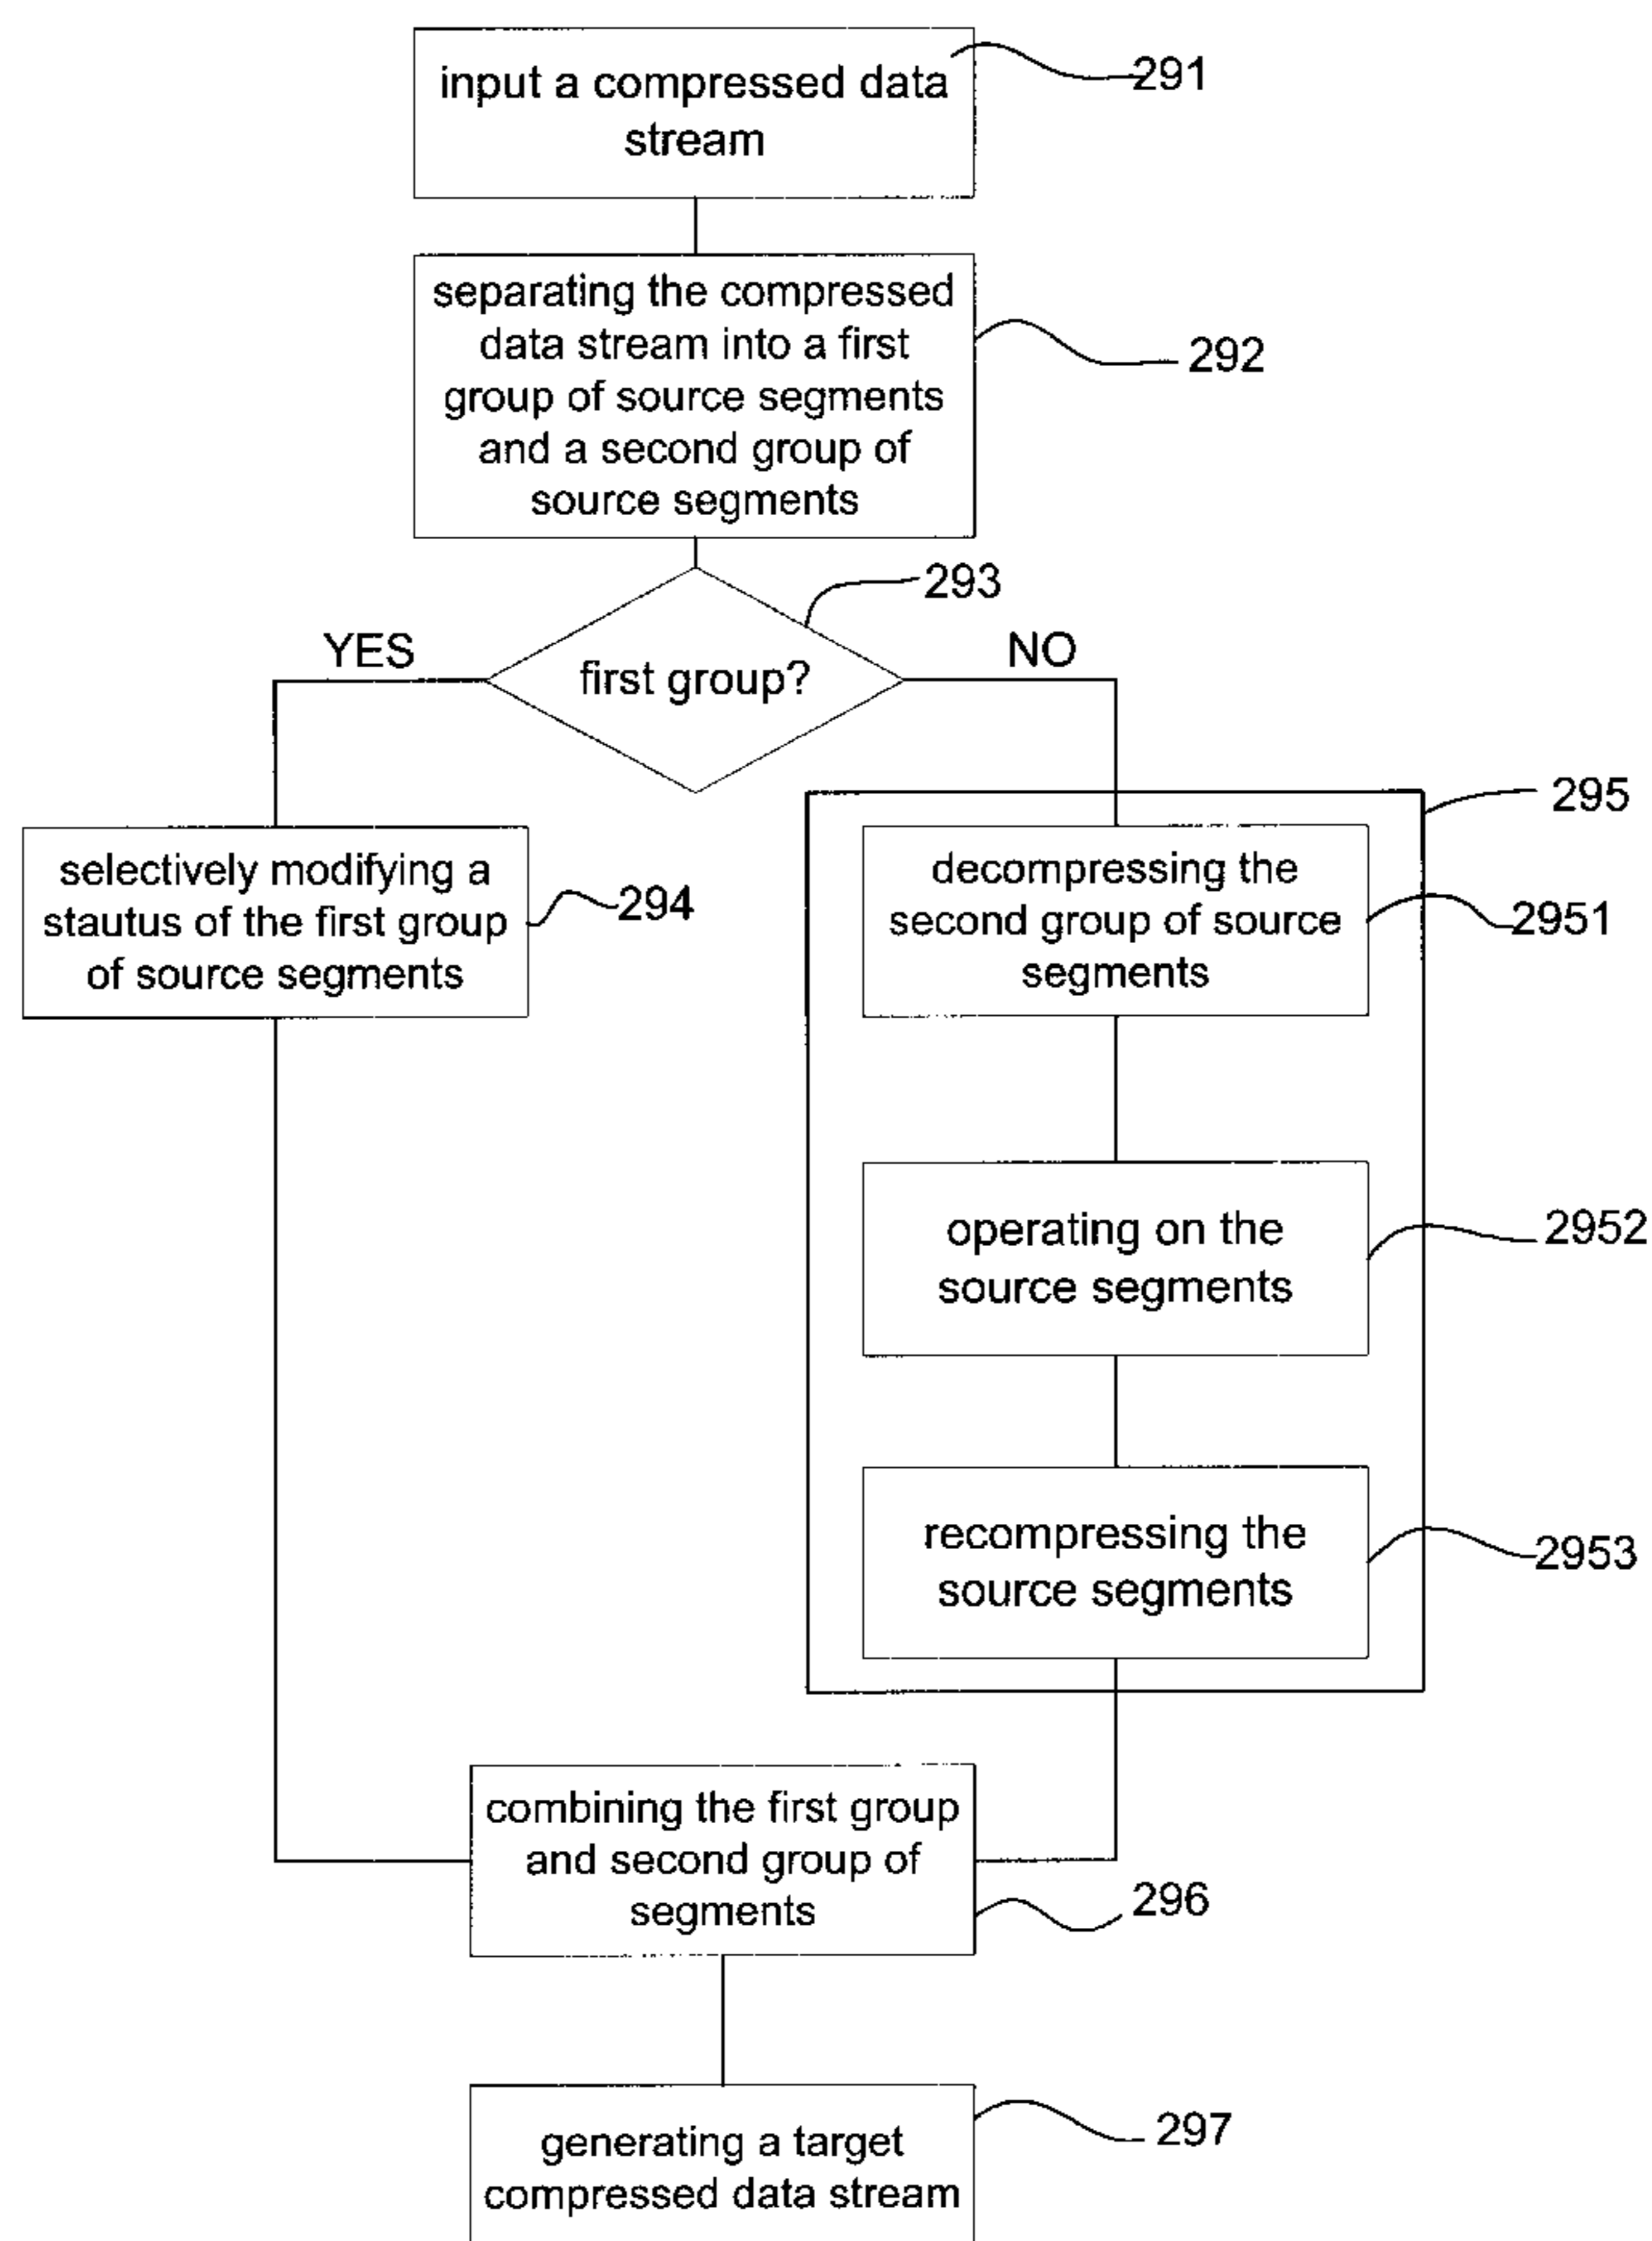 input a compressed data
stream
291
separating the compressed
data stream into a first
group of source segments
and a second group of
source segments
292
293
YES
first group?
NO
295
selectively modifying a
stautus of the first group
of source segments
294
decompressing the
second group of source
segments
2951
operating on the
source segments
2952
recompressing the
source segments
2953
combining the first group
and second group of
segments
296
generating a target
compressed data stream
297